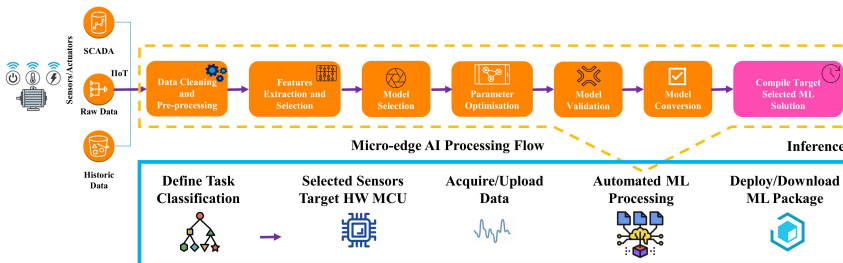 SCADA
Sensors/Actuators
IIoT
Raw Data
Historic
Data
Data Cleaning
and
Pre-processing
Features
Extraction and
Selection
Model
Selection
Parameter
Optimisation
Model
Validation
Model
Conversion
Compile Target
Selected ML
Solution
Micro-edge AI Processing Flow
Inference
Define Task
Classification
Selected Sensors
Target HW MCU
Acquire/Upload
Data
Automated ML
Processing
Deploy/Download
ML Package